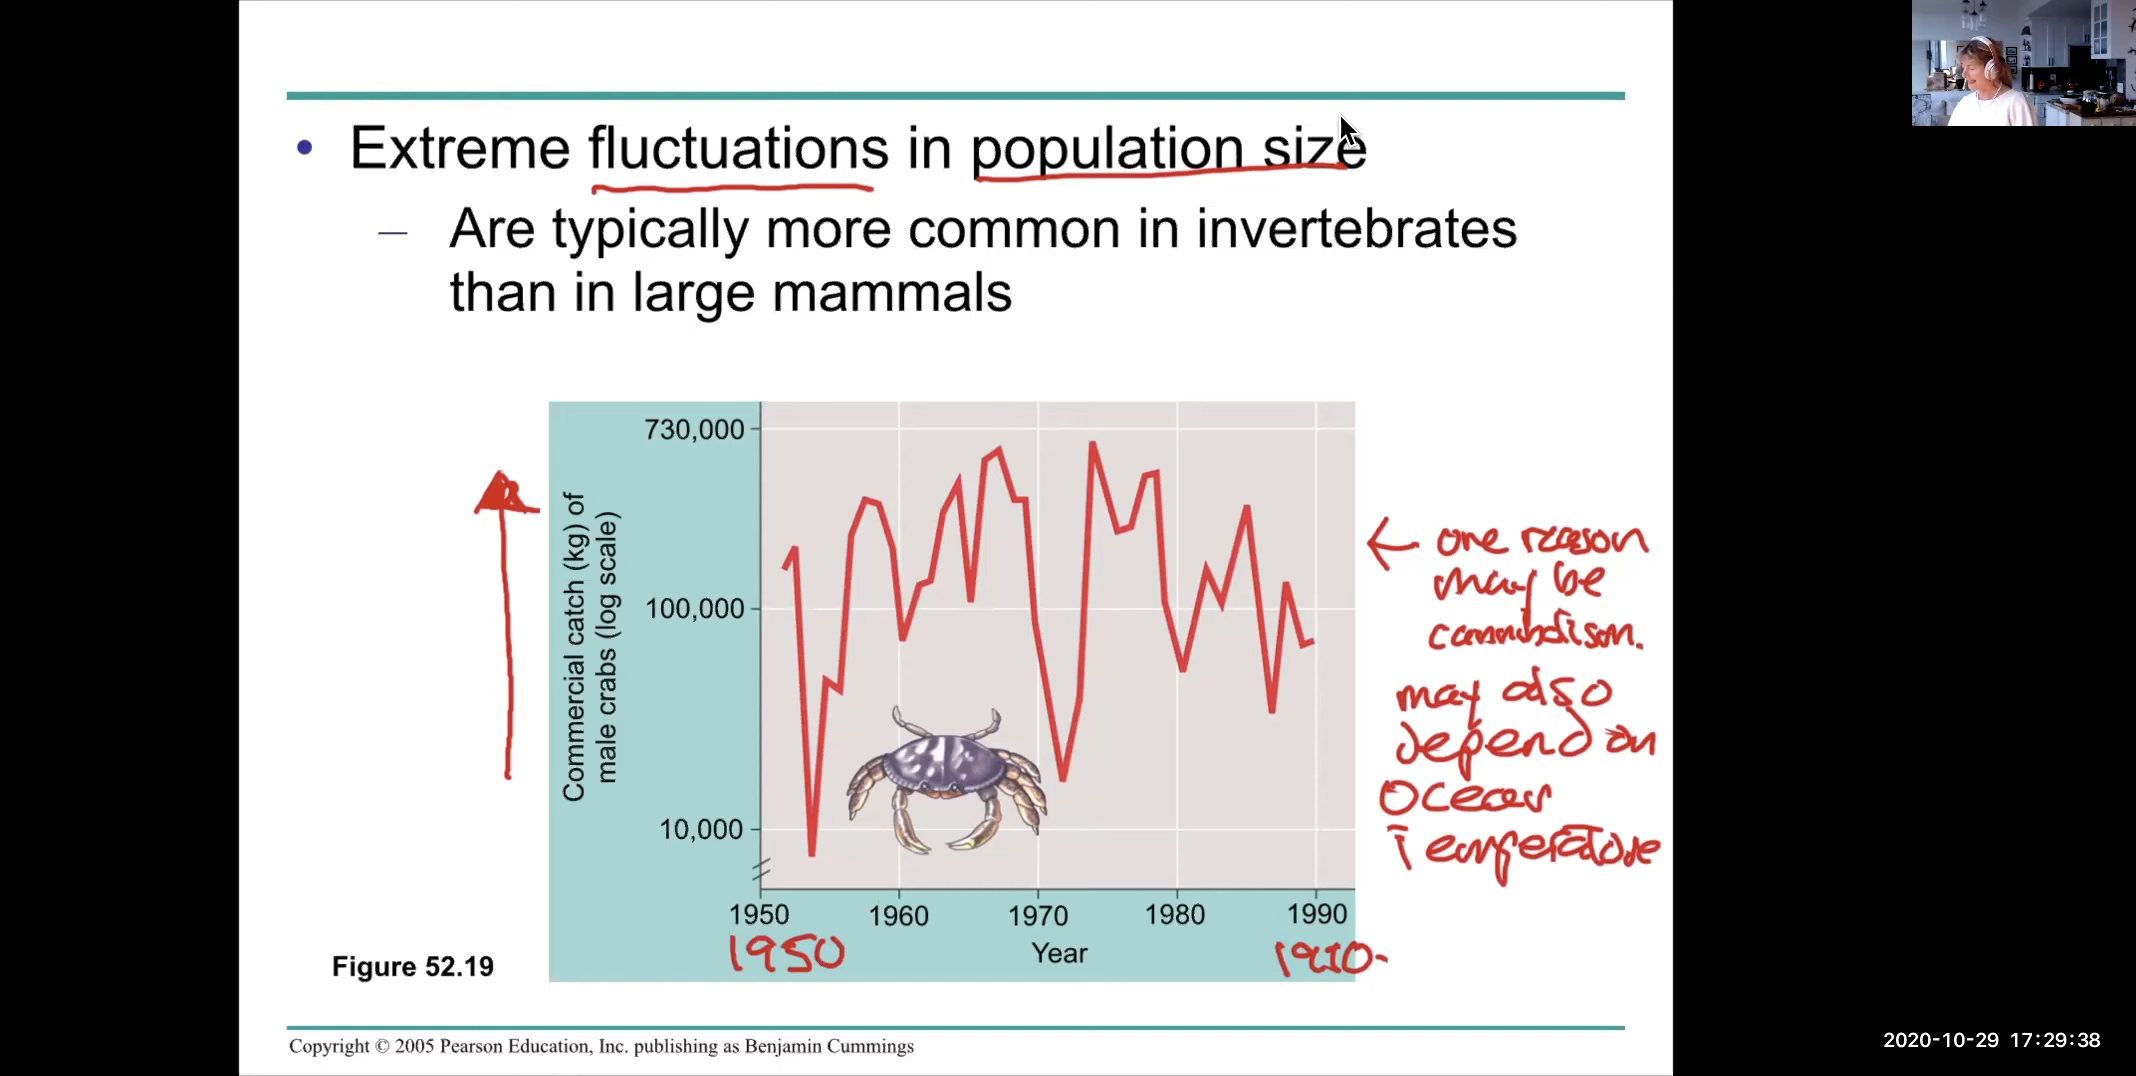 • Extreme fluctuations in population size
– Are typically more common in invertebrates
than in large mammals
Commercial catch (kg) of
male crabs (log scale)
730,000
100,000
10,000
1950 1960 1970 1980 1990
Year
1950 1990
← one reason
may be
cannibalism.
may also
depend on
ocean
Temperature
Figure 52.19
Copyright © 2005 Pearson Education, Inc. publishing as Benjamin Cummings
2020-10-29 17:29:38